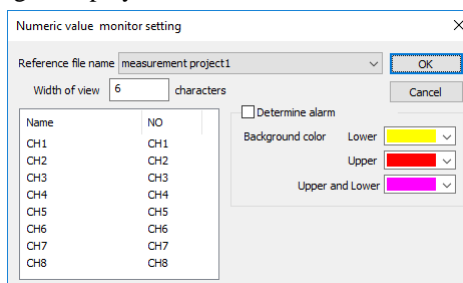 Numeric value monitor setting
Reference file name measurement project1 OK
Width of view 6 characters Cancel
Determine alarm
Name NO
Background color Lower
CH1 CH1
CH2 CH2
Upper
CH3 CH3
CH4 CH4
Upper and Lower
CH5 CH5
CH6 CH6
CH7 CH7
CH8 CH8